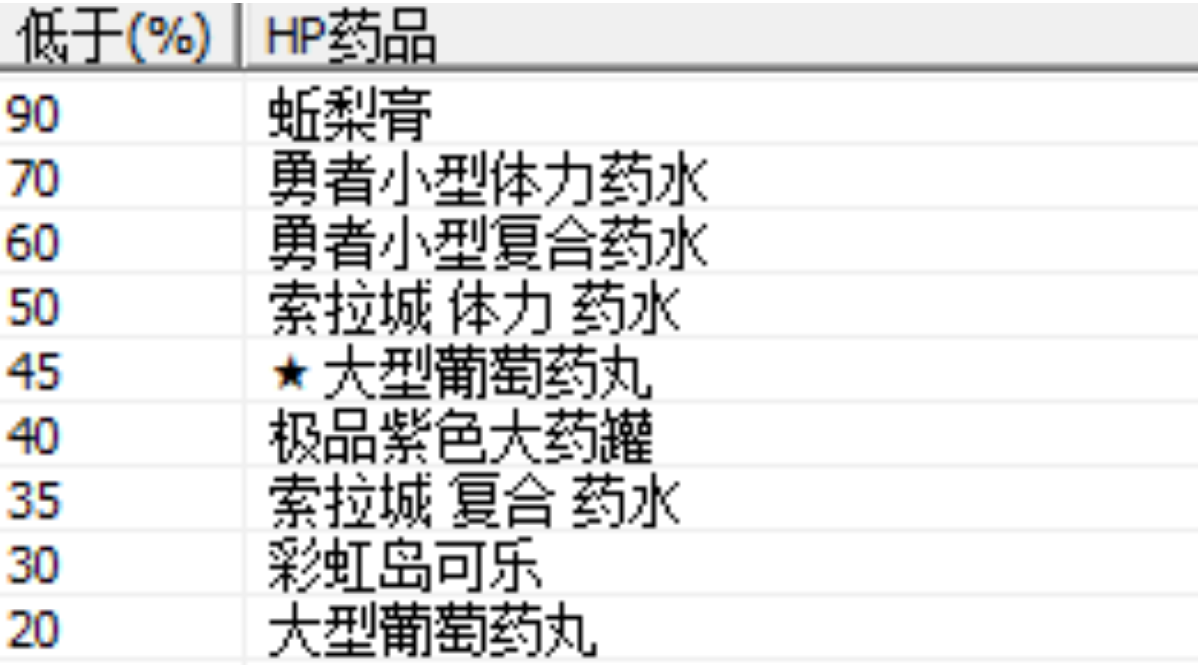 低于(%) HP药品
90 蚯梨膏
70 勇者小型体力药水
60 勇者小型复合药水
50 索拉城 体力 药水
45 ★ 大型葡萄药丸
40 极品紫色大药罐
35 索拉城 复合 药水
30 彩虹岛可乐
20 大型葡萄药丸